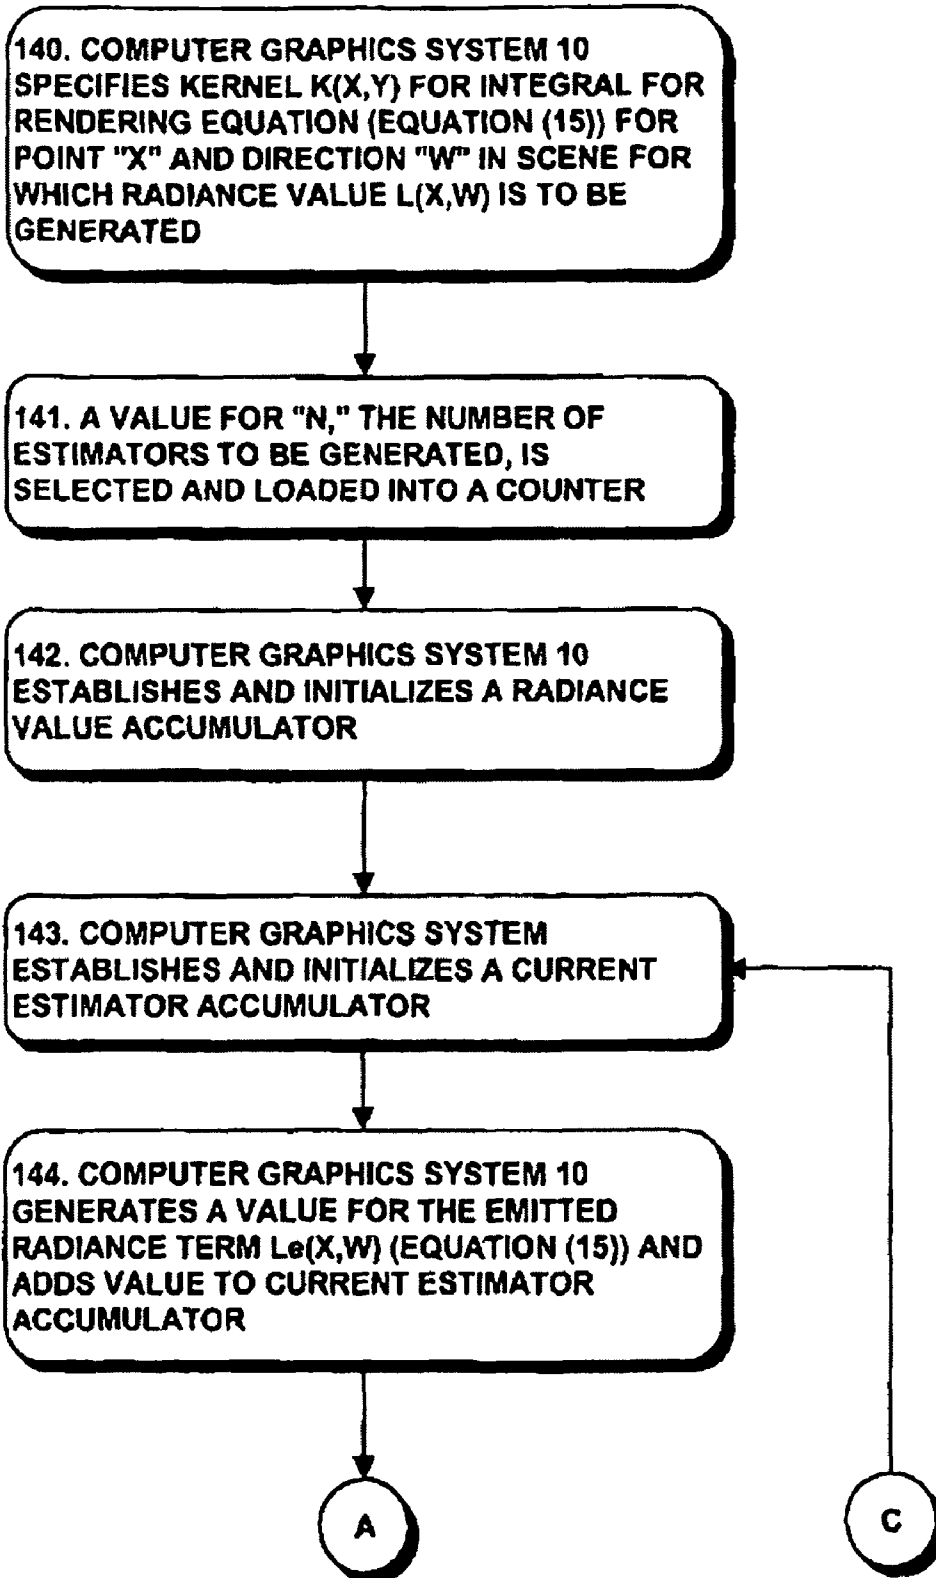 140. COMPUTER GRAPHICS SYSTEM 10
SPECIFIES KERNEL K(X,Y) FOR INTEGRAL FOR
RENDERING EQUATION (EQUATION (15)) FOR
POINT "X" AND DIRECTION "W" IN SCENE FOR
WHICH RADIANCE VALUE L(X,W) IS TO BE
GENERATED
141. A VALUE FOR "N," THE NUMBER OF
ESTIMATORS TO BE GENERATED, IS
SELECTED AND LOADED INTO A COUNTER
142. COMPUTER GRAPHICS SYSTEM 10
ESTABLISHES AND INITIALIZES A RADIANCE
VALUE ACCUMULATOR
143. COMPUTER GRAPHICS SYSTEM
ESTABLISHES AND INITIALIZES A CURRENT
ESTIMATOR ACCUMULATOR
144. COMPUTER GRAPHICS SYSTEM 10
GENERATES A VALUE FOR THE EMITTED
RADIANCE TERM Le(X,W) (EQUATION (15)) AND
ADDS VALUE TO CURRENT ESTIMATOR
ACCUMULATOR
A
C